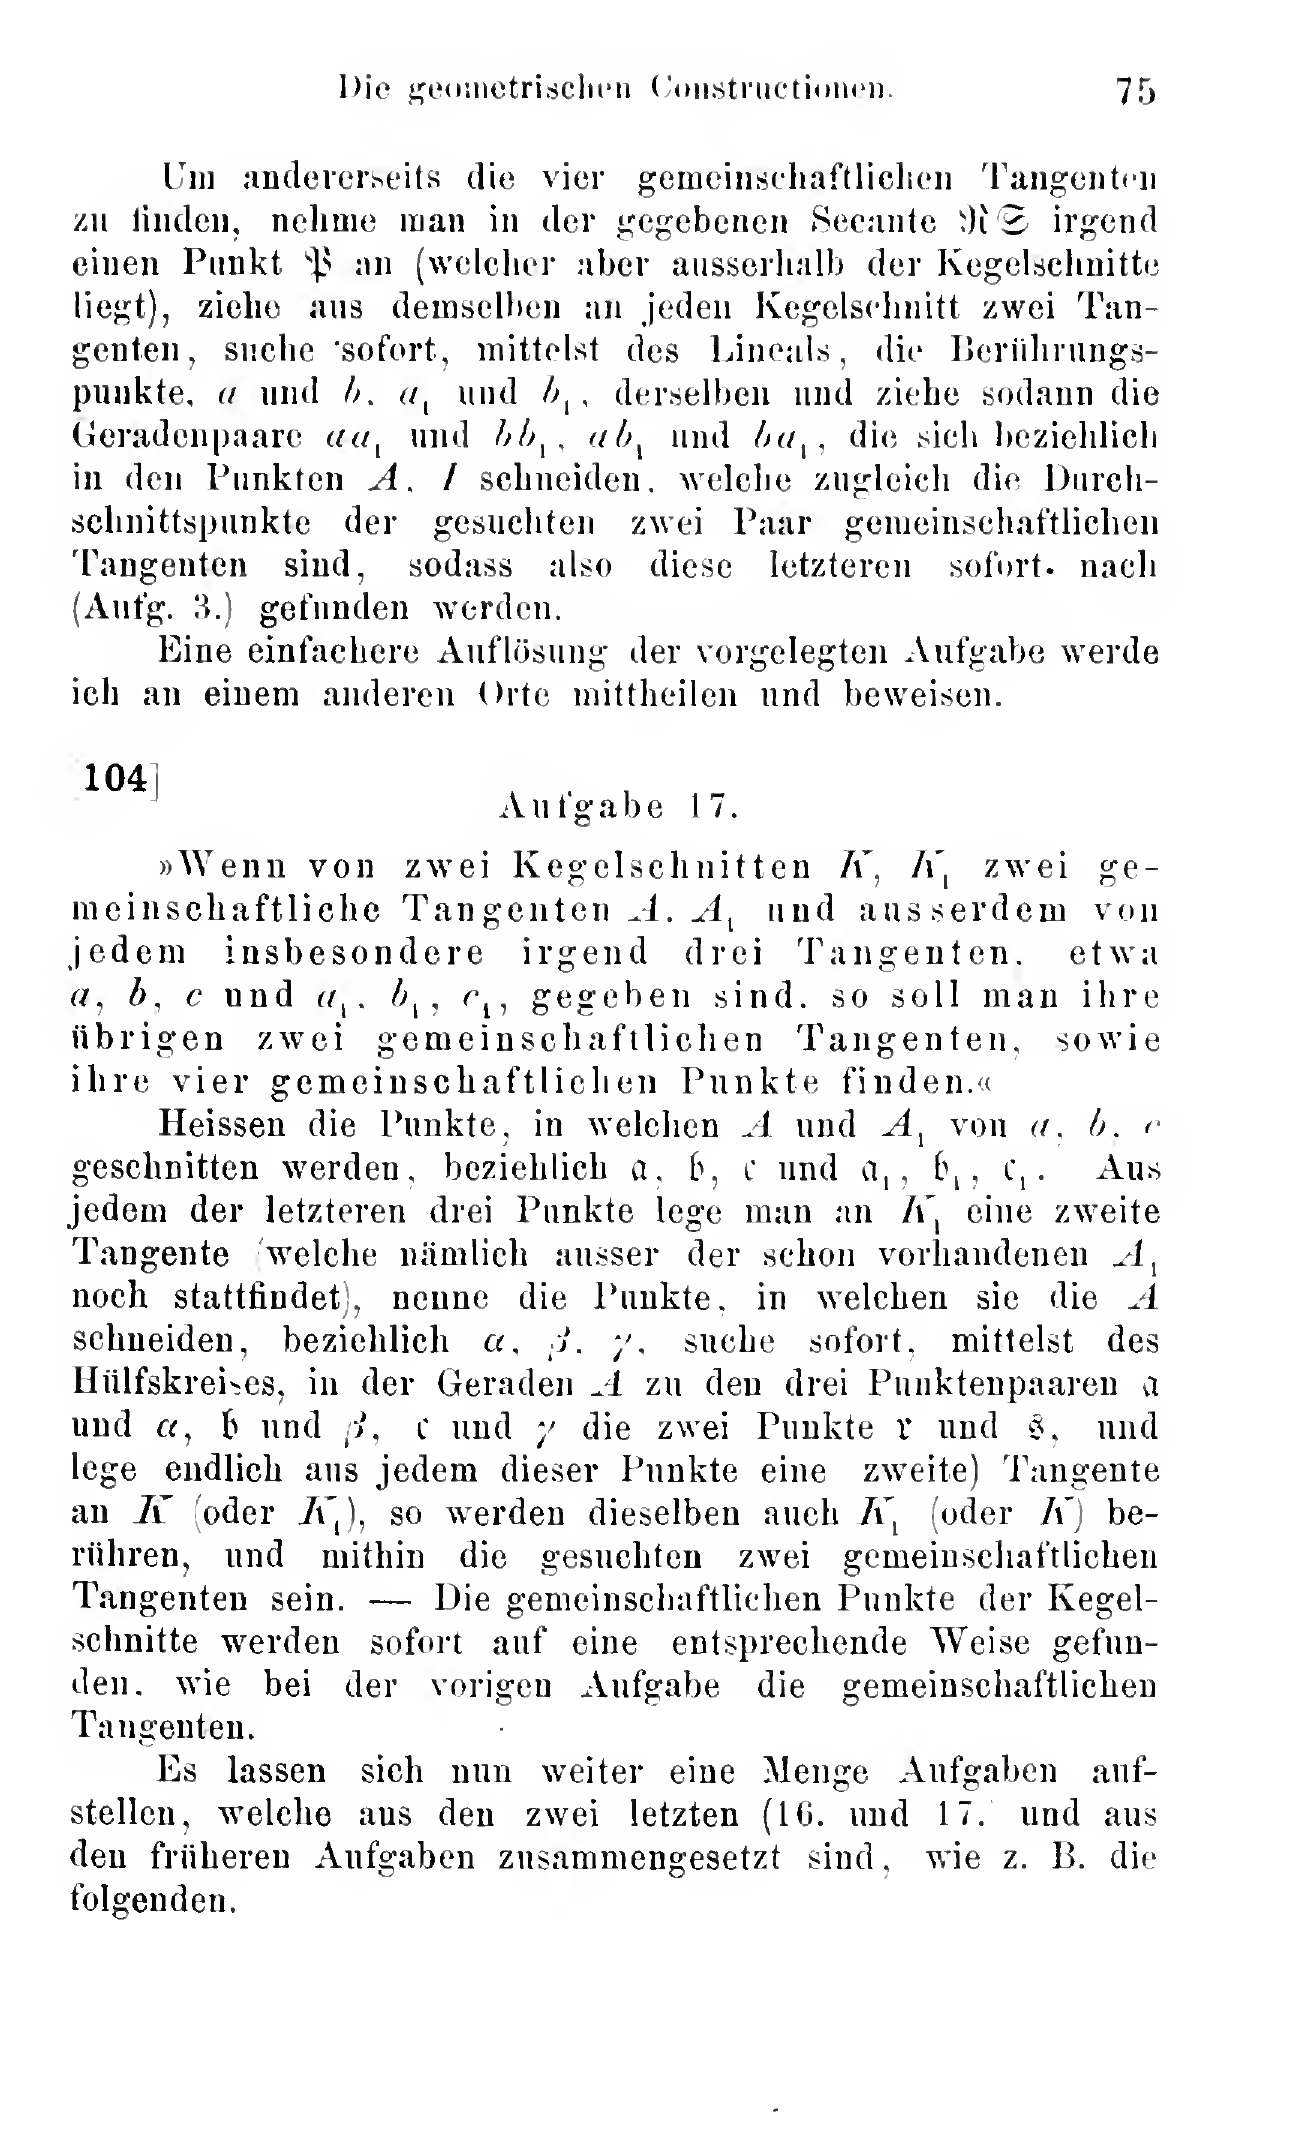 Die geometrischen Constructionen. 75
Um andererseits die vier gemeinschaftlichen Tangenten
zu finden, nehme man in der gegebenen Secante ℜ𝔖 irgend
einen Punkt 𝔓 an (welcher aber ausserhalb der Kegelschnitte
liegt), ziehe aus demselben an jeden Kegelschnitt zwei Tan-
genten, suche sofort, mittelst des Lineals, die Berührungs-
punkte, a und b, a₁ und b₁, derselben und ziehe sodann die
Geradenpaare aa₁ und bb₁, ab₁ und ba₁, die sich beziehlich
in den Punkten A, I schneiden, welche zugleich die Durch-
schnittspunkte der gesuchten zwei Paar gemeinschaftlichen
Tangenten sind, sodass also diese letzteren sofort nach
(Aufg. 3.) gefunden werden.
Eine einfachere Auflösung der vorgelegten Aufgabe werde
ich an einem anderen Orte mittheilen und beweisen.
104]
Aufgabe 17.
»Wenn von zwei Kegelschnitten K, K₁ zwei ge-
meinschaftliche Tangenten A, A₁ und ausserdem von
jedem insbesondere irgend drei Tangenten, etwa
a, b, c und a₁, b₁, c₁, gegeben sind, so soll man ihre
übrigen zwei gemeinschaftlichen Tangenten, sowie
ihre vier gemeinschaftlichen Punkte finden.«
Heissen die Punkte, in welchen A und A₁ von a, b, c
geschnitten werden, beziehlich 𝔞, 𝔟, 𝔠 und 𝔞₁, 𝔟₁, 𝔠₁. Aus
jedem der letzteren drei Punkte lege man an K₁ eine zweite
Tangente (welche nämlich ausser der schon vorhandenen A₁
noch stattfindet), nenne die Punkte, in welchen sie die A
schneiden, beziehlich α, β, γ, suche sofort, mittelst des
Hülfskreises, in der Geraden A zu den drei Punktenpaaren 𝔞
und α, 𝔟 und β, 𝔠 und γ die zwei Punkte 𝔯 und 𝔰, und
lege endlich aus jedem dieser Punkte eine zweite) Tangente
an K (oder K₁), so werden dieselben auch K₁ (oder K) be-
rühren, und mithin die gesuchten zwei gemeinschaftlichen
Tangenten sein. — Die gemeinschaftlichen Punkte der Kegel-
schnitte werden sofort auf eine entsprechende Weise gefun-
den, wie bei der vorigen Aufgabe die gemeinschaftlichen
Tangenten.
Es lassen sich nun weiter eine Menge Aufgaben auf-
stellen, welche aus den zwei letzten (16. und 17. und aus
den früheren Aufgaben zusammengesetzt sind, wie z. B. die
folgenden.